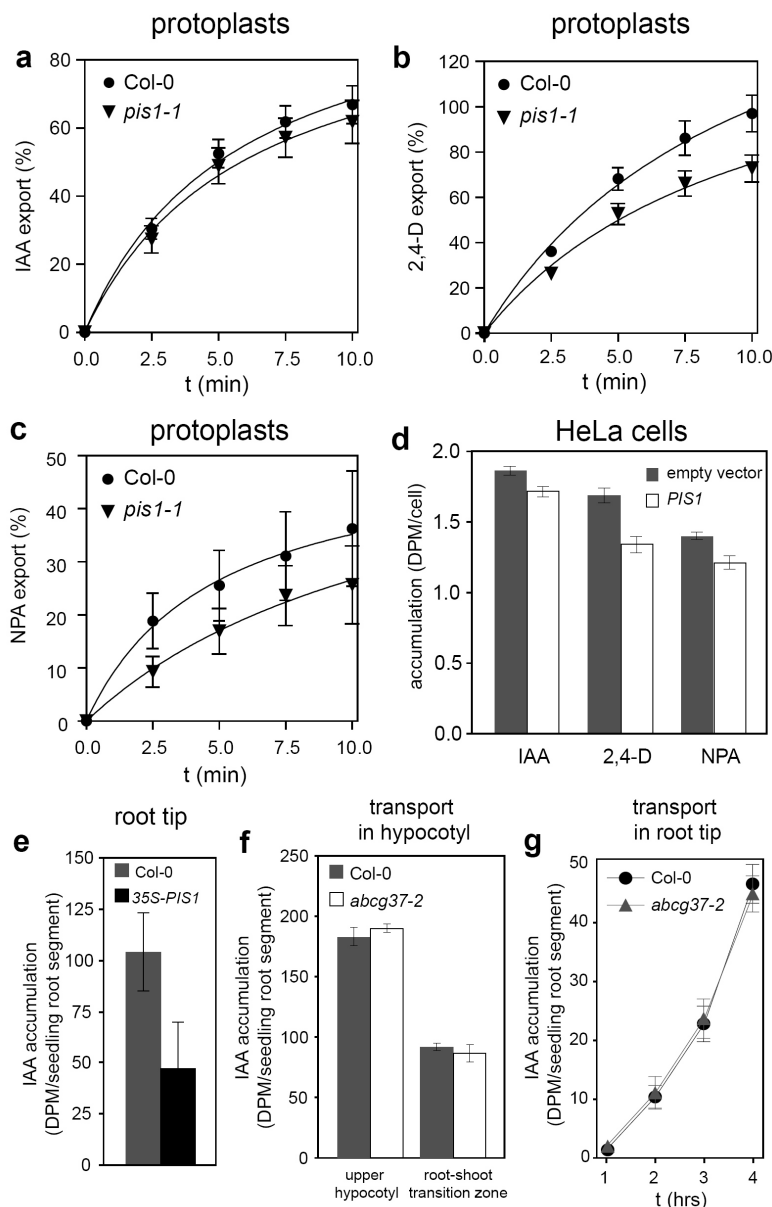 protoplasts
a
80
60
40
20
0
IAA export (%)
Col-0
pis1-1
0.0 2.5 5.0 7.5 10.0
t (min)
protoplasts
b
120
100
80
60
40
20
0
2,4-D export (%)
Col-0
pis1-1
0.0 2.5 5.0 7.5 10.0
t (min)
protoplasts
c
50
40
30
20
10
0
NPA export (%)
Col-0
pis1-1
0.0 2.5 5.0 7.5 10.0
t (min)
HeLa cells
d
2.0
1.5
1.0
0.5
0.0
accumulation (DPM/cell)
empty vector
PIS1
IAA 2,4-D NPA
root tip
e
150
125
100
75
50
25
0
IAA accumulation
(DPM/seedling root segment)
Col-0
35S-PIS1
transport
in hypocotyl
f
250
200
150
100
50
0
IAA accumulation
(DPM/seedling root segment)
Col-0
abcg37-2
upper
hypocotyl
root-shoot
transition zone
transport
in root tip
g
50
40
30
20
10
0
IAA accumulation
(DPM/seedling root segment)
Col-0
abcg37-2
1 2 3 4
t (hrs)